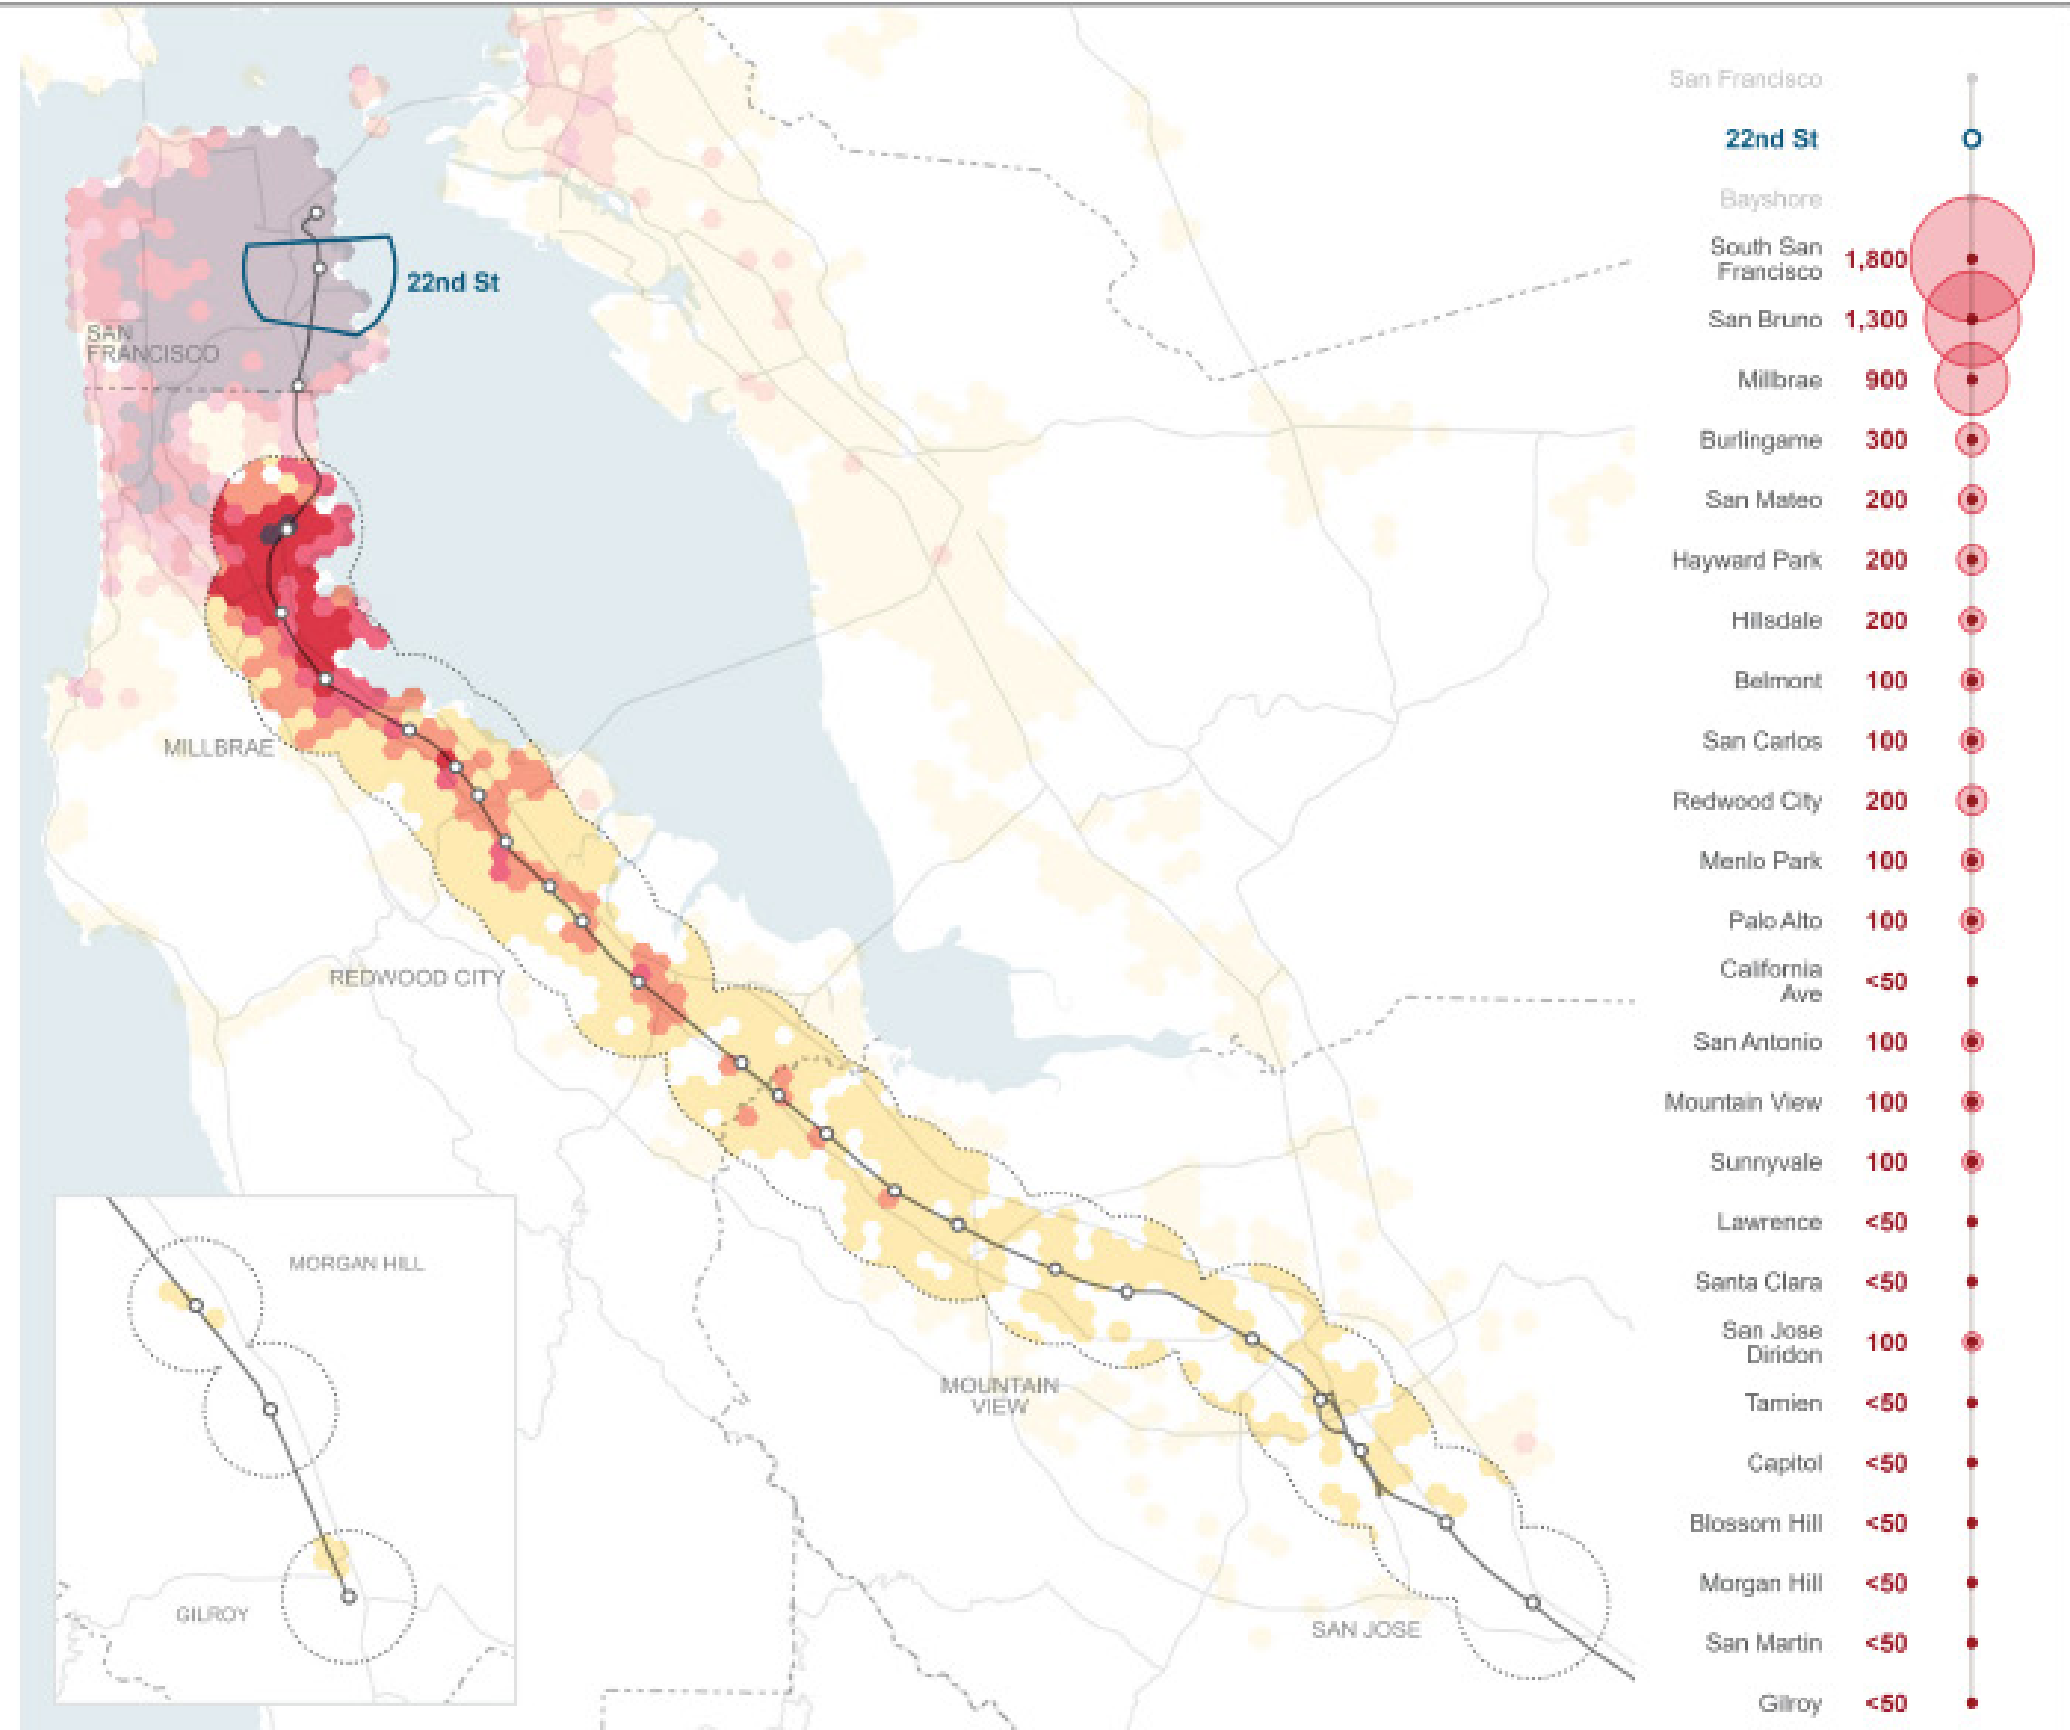 San Francisco
22nd St
Bayshore
South San
Francisco
1,800
San Bruno 1,300
Millbrae 900
Burlingame 300
San Mateo 200
Hayward Park 200
Hillsdale 200
Belmont 100
San Carlos 100
Redwood City 200
Menlo Park 100
Palo Alto 100
California
Ave
<50
San Antonio 100
Mountain View 100
Sunnyvale 100
Lawrence <50
Santa Clara <50
San Jose
Diridon
100
Tamien <50
Capitol <50
Blossom Hill <50
Morgan Hill <50
San Martin <50
Gilroy <50
22nd St
SAN
FRANCISCO
MILLBRAE
REDWOOD CITY
MOUNTAIN
VIEW
SAN JOSE
MORGAN HILL
GILROY